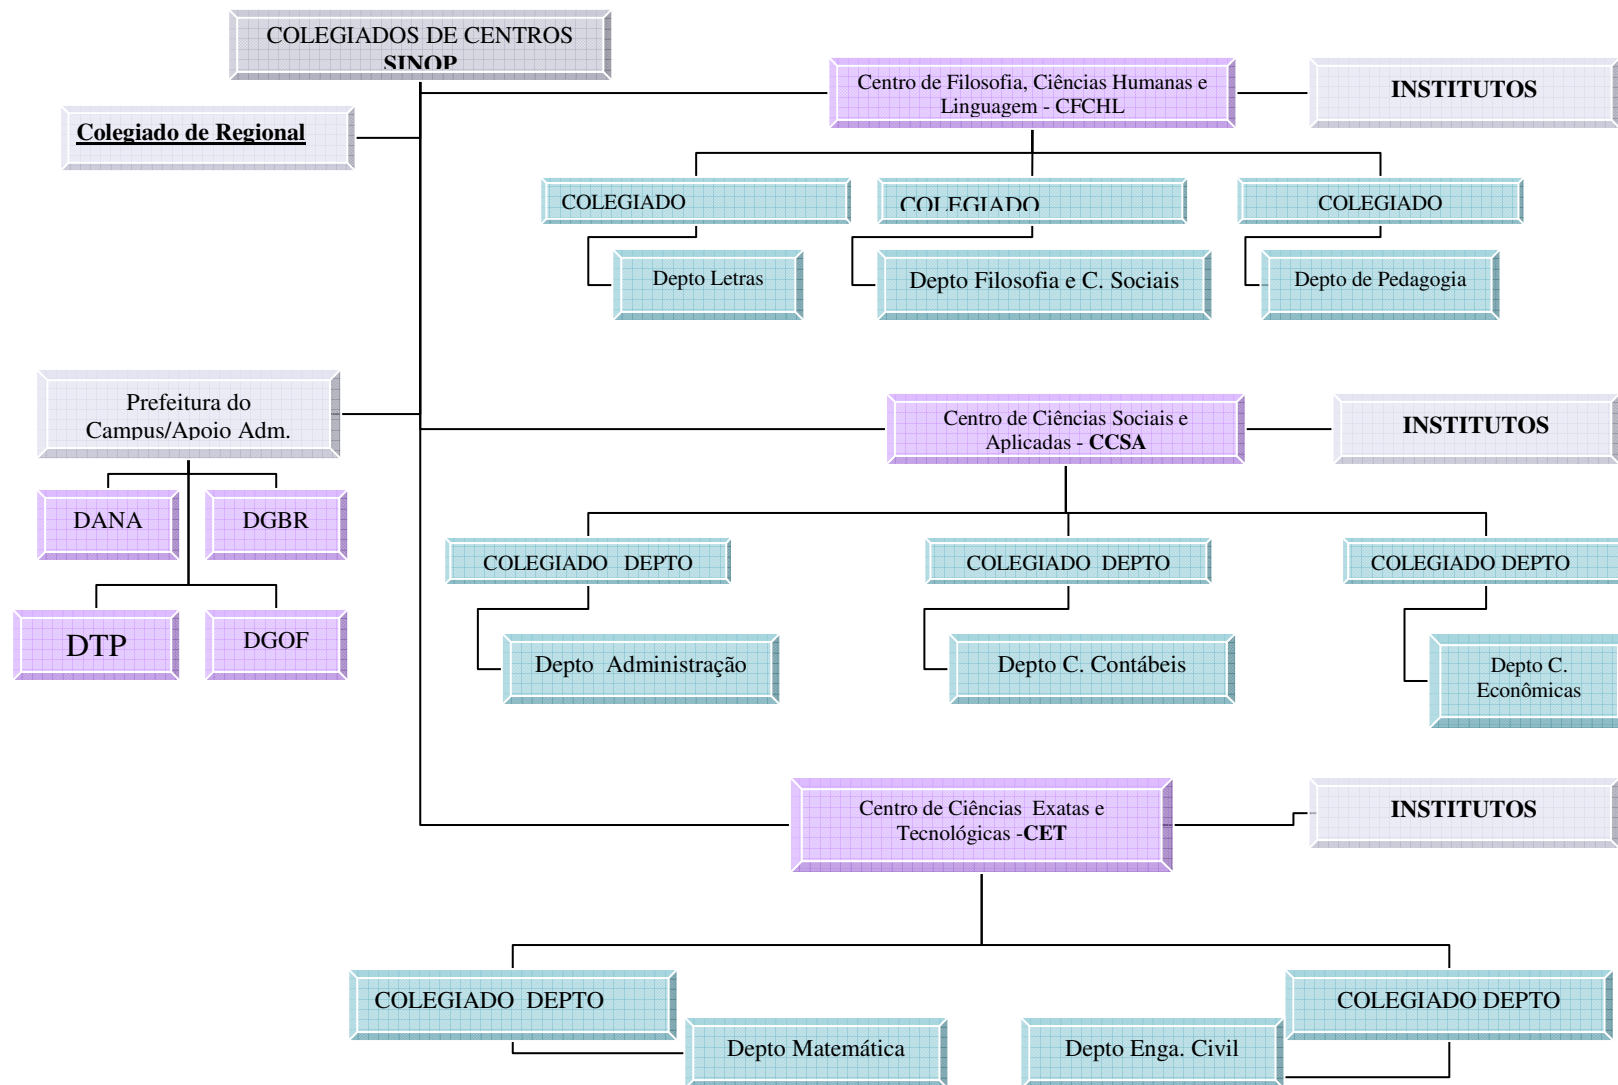 COLEGIADOS DE CENTROS
SINOP
Colegiado de Regional
Centro de Filosofia, Ciências Humanas e
Linguagem - CFCHL
INSTITUTOS
COLEGIADO
COLEGIADO
COLEGIADO
Depto Letras
Depto Filosofia e C. Sociais
Depto de Pedagogia
Prefeitura do
Campus/Apoio Adm.
DANA
DGBR
DTP
DGOF
Centro de Ciências Sociais e
Aplicadas - CCSA
INSTITUTOS
COLEGIADO DEPTO
COLEGIADO DEPTO
COLEGIADO DEPTO
Depto Administração
Depto C. Contábeis
Depto C.
Econômicas
Centro de Ciências Exatas e
Tecnológicas -CET
INSTITUTOS
COLEGIADO DEPTO
COLEGIADO DEPTO
Depto Matemática
Depto Enga. Civil